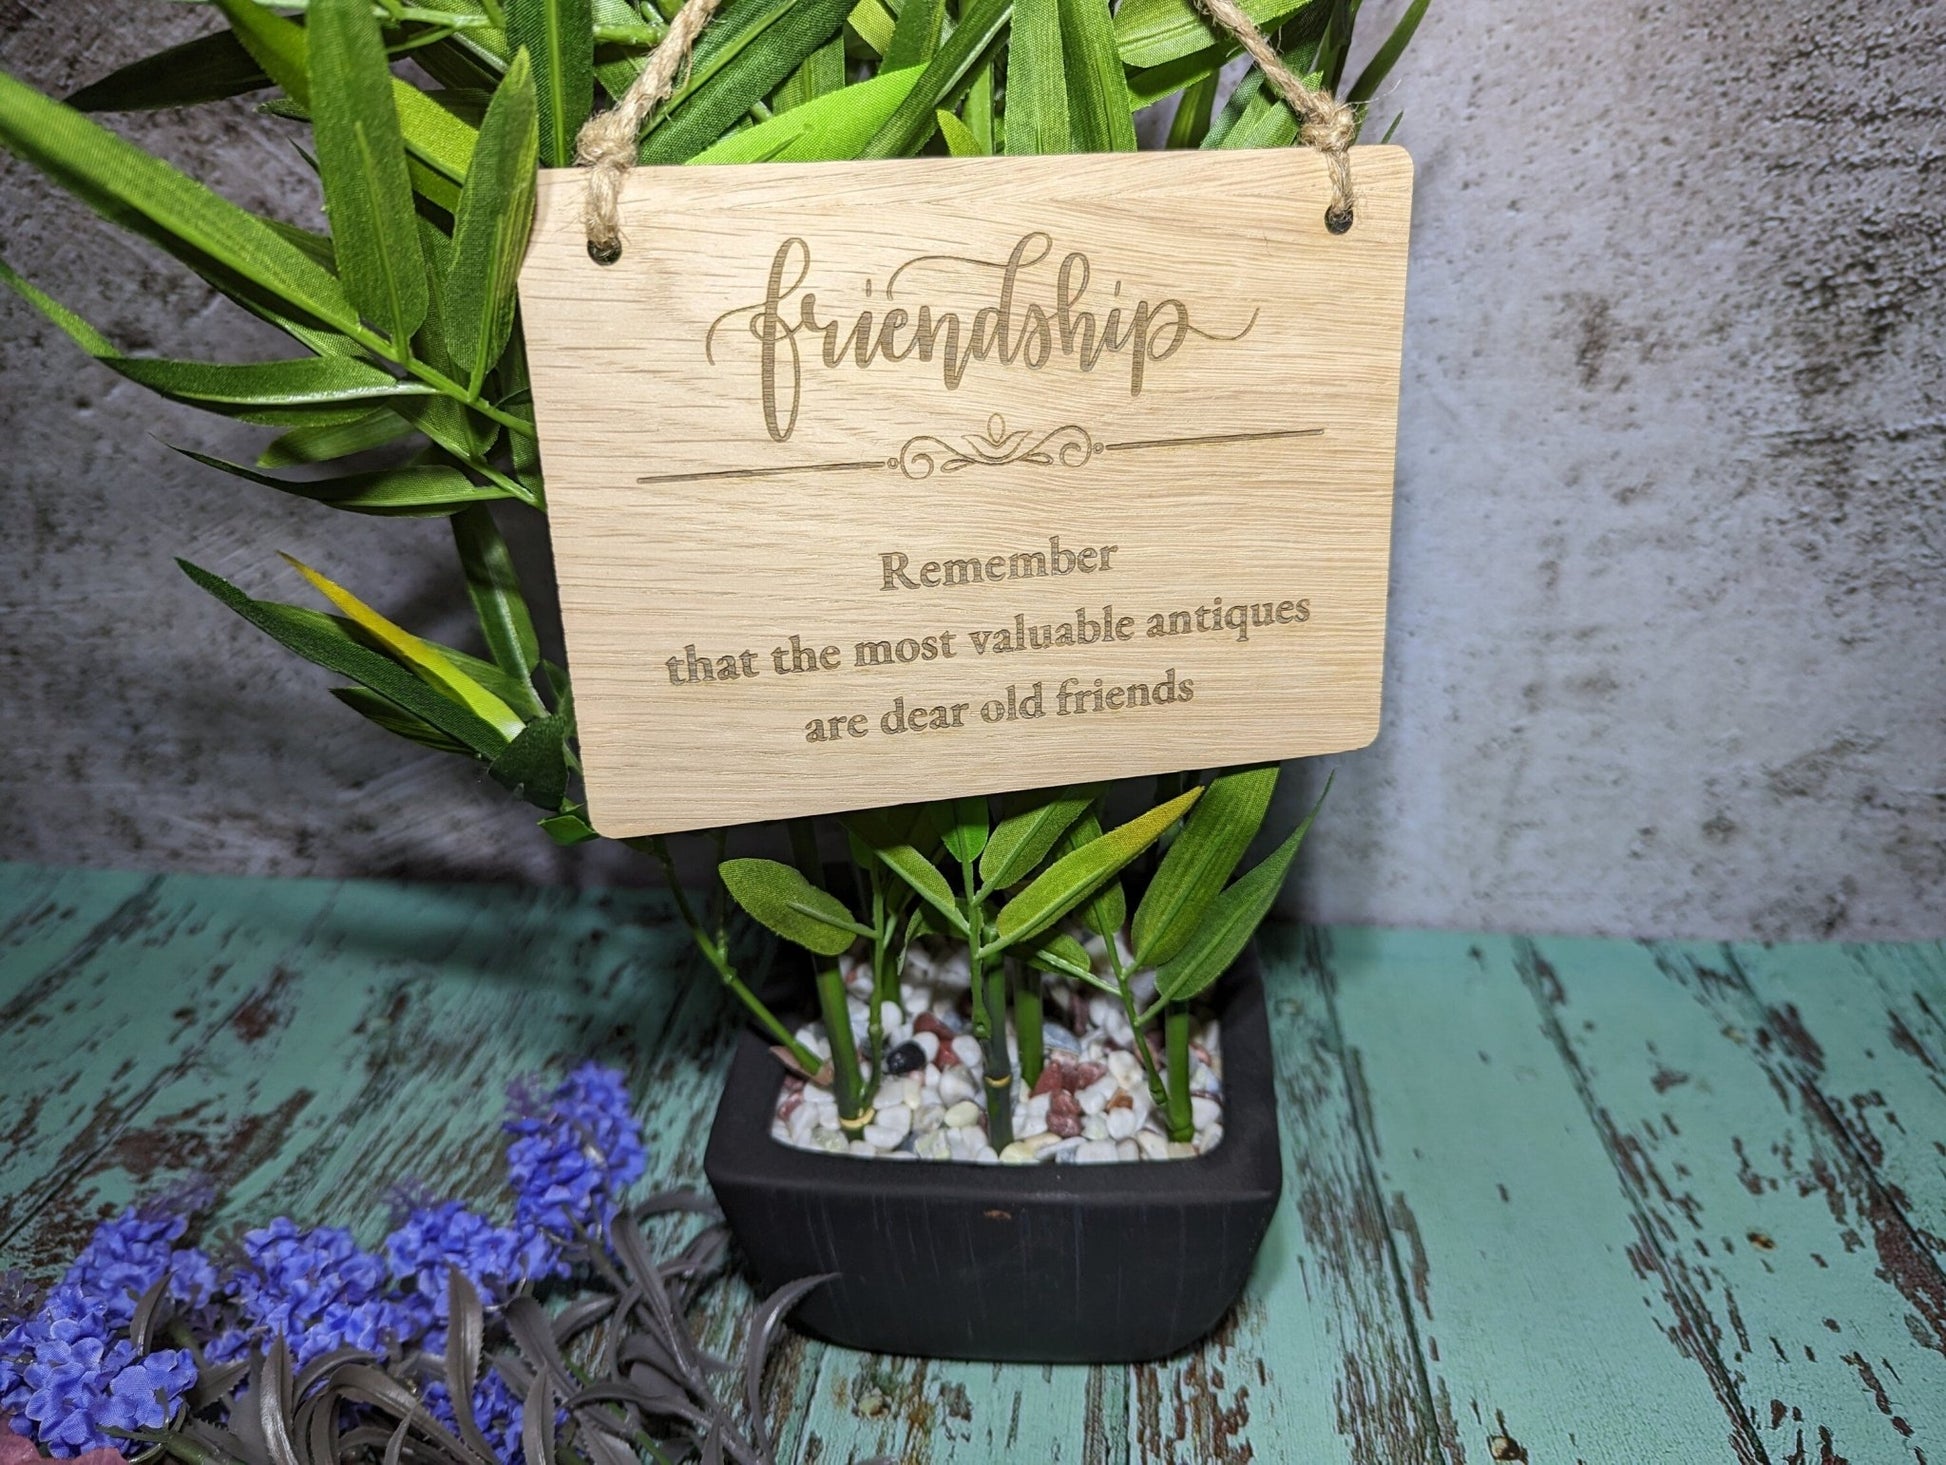 friendship
Remember
that the most valuable antiques
are dear old friends